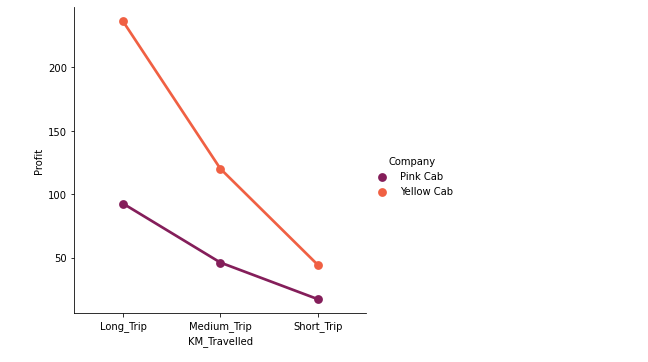 200
150
100
50
Profit
Long_Trip
Medium_Trip
Short_Trip
KM_Travelled
Company
Pink Cab
Yellow Cab